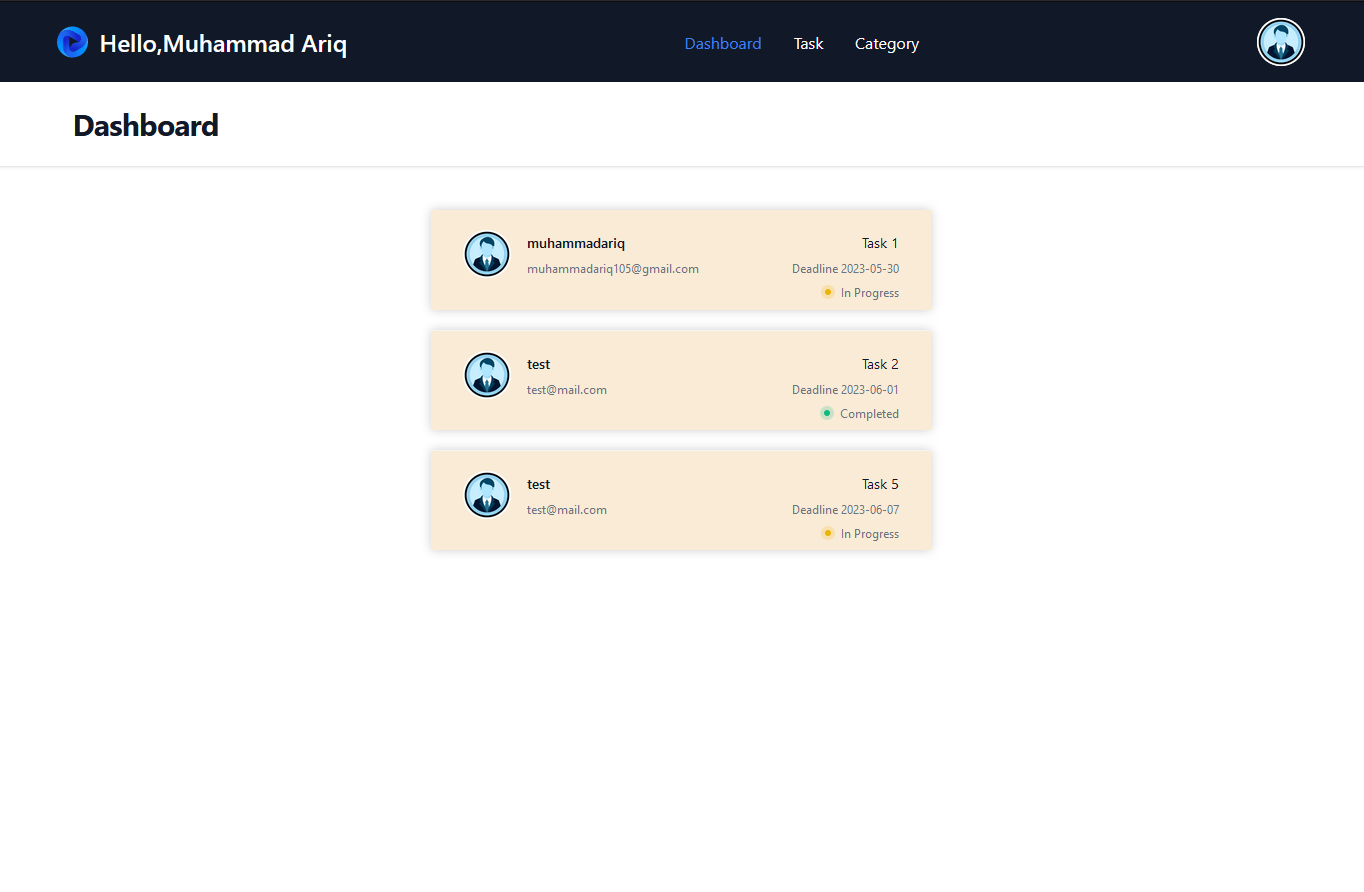 Hello,Muhammad Ariq
Dashboard
Task
Category
Dashboard
muhammadariq
Task 1
muhammadariq105@gmail.com
Deadline 2023-05-30
In Progress
test
Task 2
test@mail.com
Deadline 2023-06-01
Completed
test
Task 5
test@mail.com
Deadline 2023-06-07
In Progress